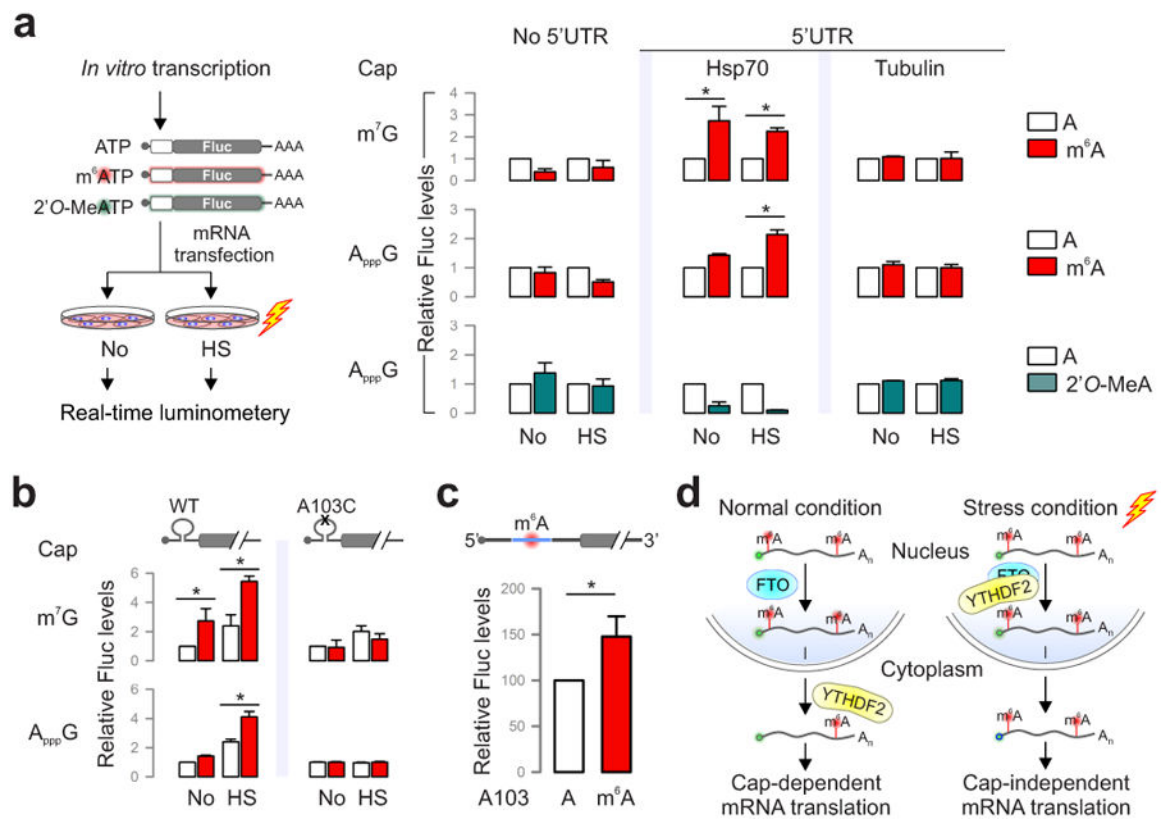 a
No 5'UTR
5'UTR
In vitro transcription
Cap
Hsp70
Tubulin
ATP
Fluc
AAA
m⁶ATP
Fluc
AAA
2'O-MeATP
Fluc
AAA
mRNA
transfection
No
HS
Real-time luminometery
Relative Fluc levels
m⁷G
4
3
2
1
0
*
*
A
m⁶A
ApppG
3
2
1
0
*
A
m⁶A
ApppG
3
2
1
0
A
2'O-MeA
No
HS
No
HS
No
HS
b
WT
A103C
x
Cap
Relative Fluc levels
m⁷G
6
4
2
0
*
*
ApppG
6
4
2
0
*
No
HS
No
HS
c
m⁶A
5'
3'
Relative Fluc levels
200
150
100
50
0
*
A103
A
m⁶A
d
Normal condition
Stress condition
m⁶A
m⁶A
An
Nucleus
m⁶A
m⁶A
An
FTO
FTO
YTHDF2
m⁶A
m⁶A
An
m⁶A
m⁶A
An
Cytoplasm
YTHDF2
m⁶A
An
m⁶A
m⁶A
An
Cap-dependent
mRNA translation
Cap-independent
mRNA translation